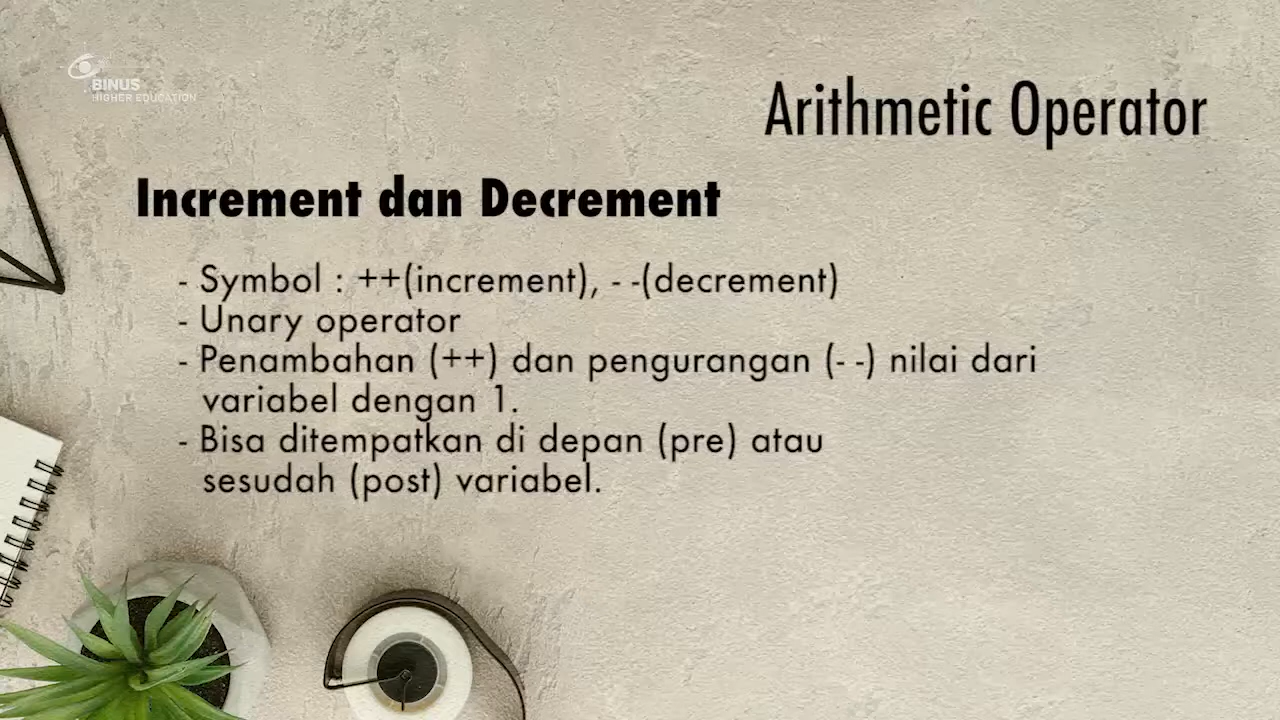 BINUS
HIGHER EDUCATION
Arithmetic Operator
Increment dan Decrement
- Symbol : ++(increment), - -(decrement)
- Unary operator
- Penambahan (++) dan pengurangan (- -) nilai dari
variabel dengan 1.
- Bisa ditempatkan di depan (pre) atau
sesudah (post) variabel.